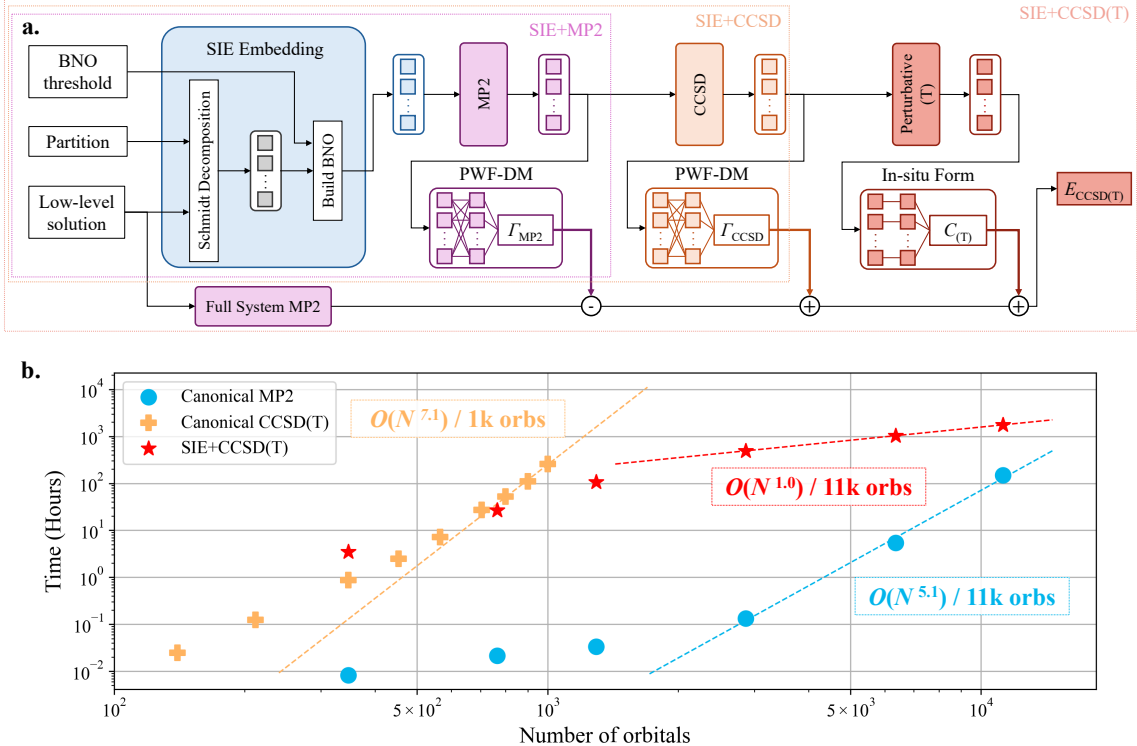 a.
SIE+MP2
SIE+CCSD
SIE+CCSD(T)
BNO
threshold
Partition
Low-level
solution
SIE Embedding
Schmidt Decomposition
Build BNO
MP2
CCSD
Perturbative
(T)
PWF-DM
Γ_MP2
PWF-DM
Γ_CCSD
In-situ Form
C_(T)
E_CCSD(T)
Full System MP2
-
+
+
b.
Canonical MP2
Canonical CCSD(T)
SIE+CCSD(T)
O(N^7.1) / 1k orbs
O(N^1.0) / 11k orbs
O(N^5.1) / 11k orbs
Time (Hours)
10^4
10^3
10^2
10^1
10^0
10^-1
10^-2
10^2
5 × 10^2
10^3
5 × 10^3
10^4
Number of orbitals